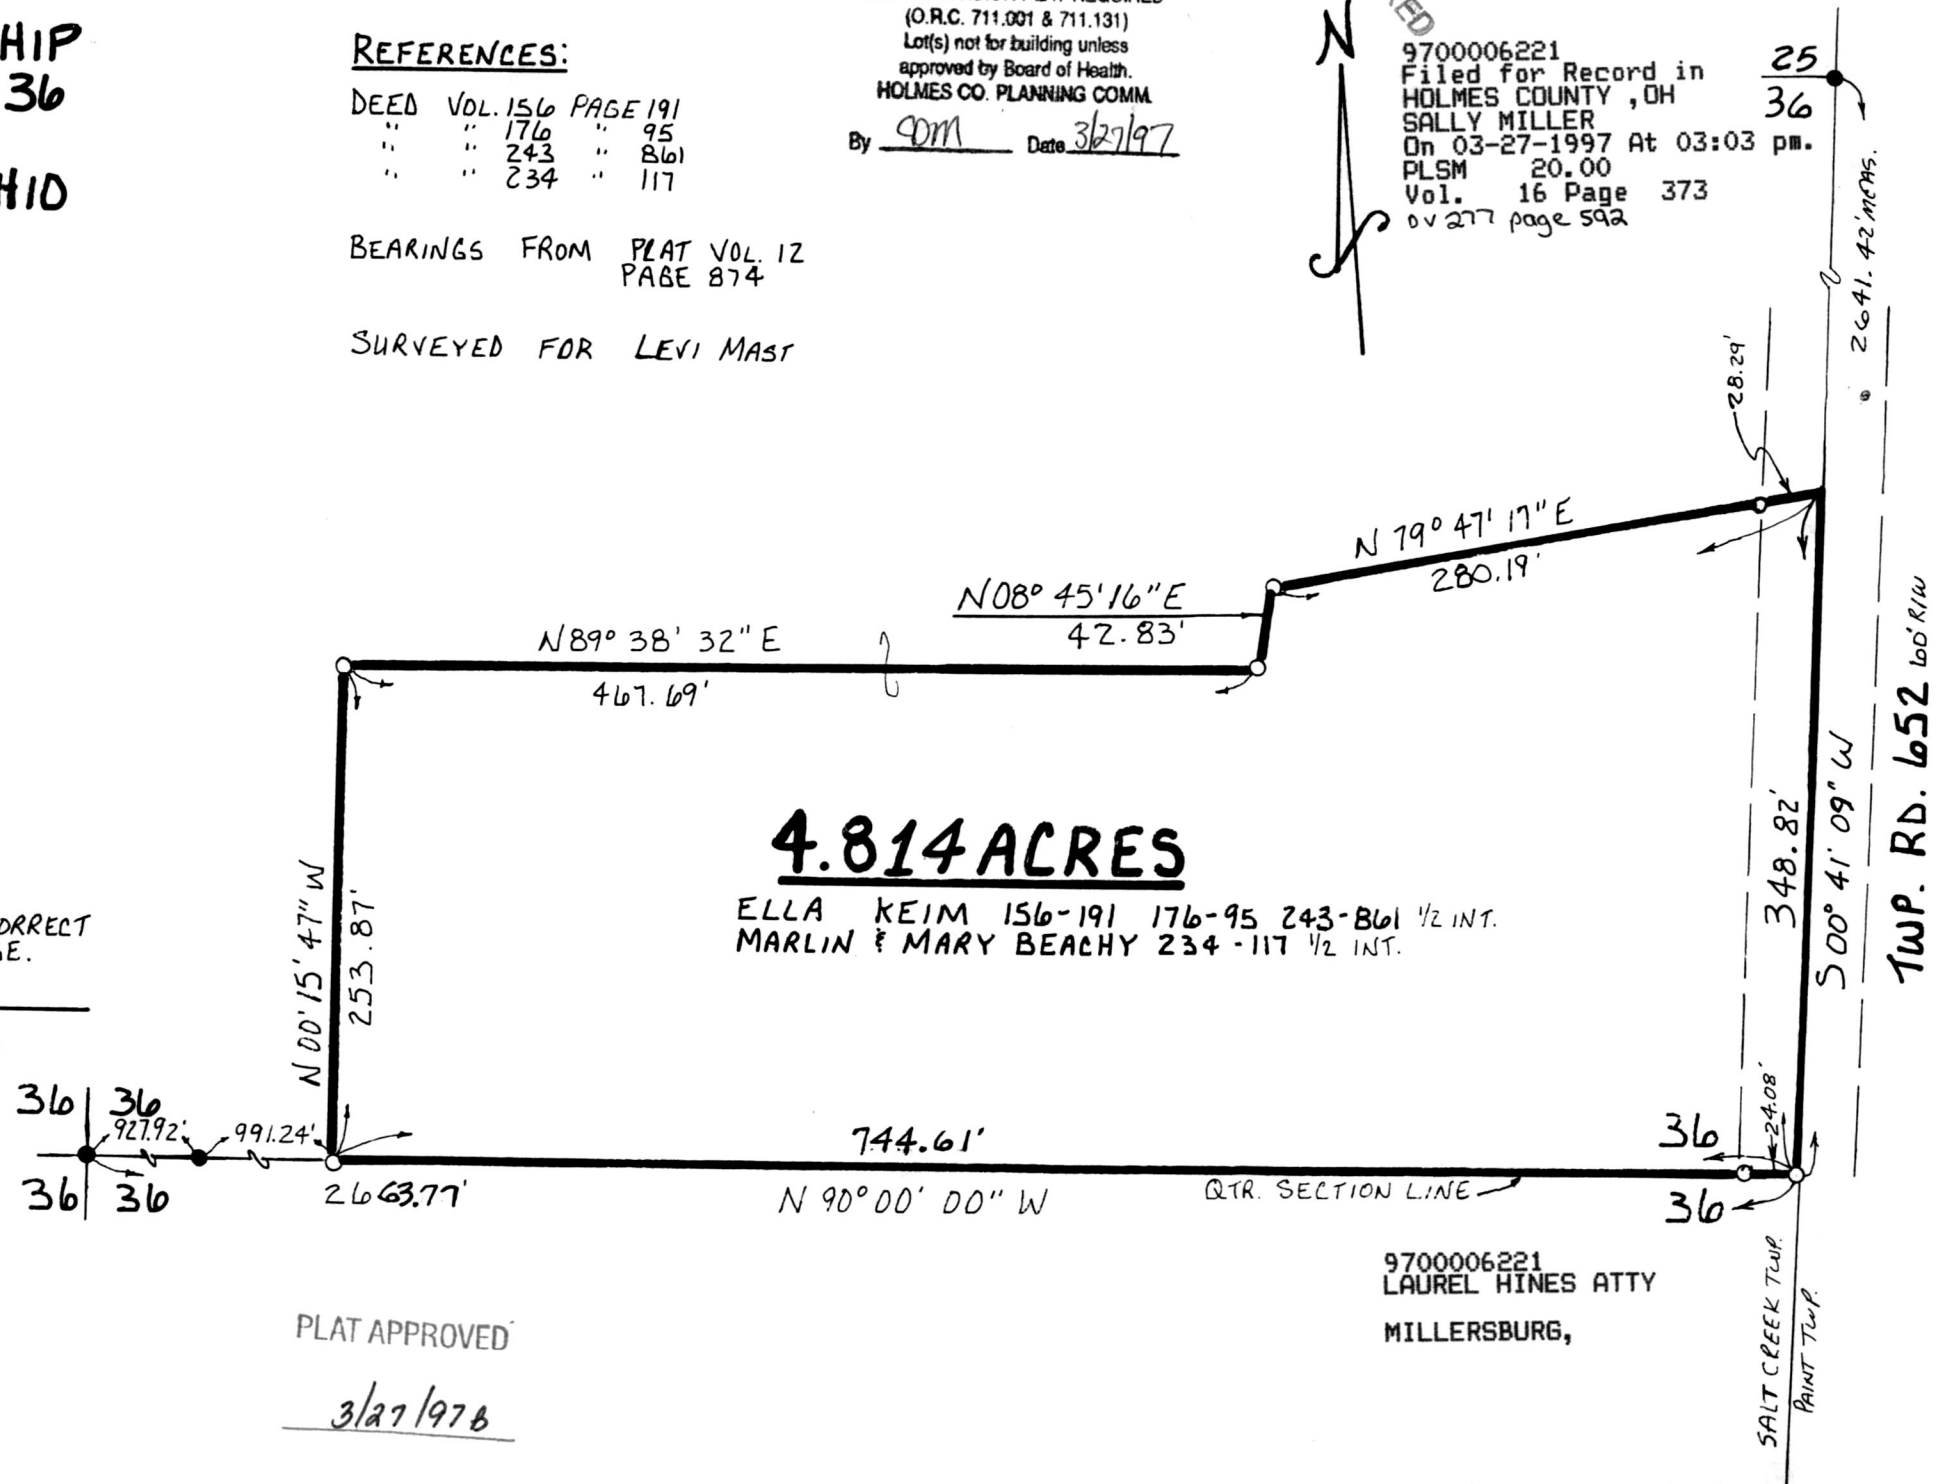 HIP
36
HIO
REFERENCES:
DEED VOL. 156 PAGE 191
" " 176 " 95
" " 243 " 861
" " 234 " 117
BEARINGS FROM PLAT VOL. 12
PAGE 874
SURVEYED FOR LEVI MAST
(O.R.C. 711.001 & 711.131)
Lot(s) not for building unless
approved by Board of Health.
HOLMES CO. PLANNING COMM.
By SDM Date 3/27/97
N
9700006221
Filed for Record in
HOLMES COUNTY ,OH
SALLY MILLER
On 03-27-1997 At 03:03 pm.
PLSM 20.00
Vol. 16 Page 373
OV 277 page 592
25
36
2641.42' MEAS.
28.29'
N 79° 47' 17" E
280.19'
N08° 45' 16" E
42.83'
N89° 38' 32" E
467.69'
N 00° 15' 47" W
253.87'
4.814 ACRES
ELLA KEIM 156-191 176-95 243-861 1/2 INT.
MARLIN & MARY BEACHY 234-117 1/2 INT.
348.82'
S 00° 41' 09" W
TWP. RD. 652 60' R/W
ORRECT
E.
36 36
927.92' 991.24'
36 36
2663.77'
744.61'
N 90° 00' 00" W
QTR. SECTION LINE
36
36
24.08'
SALT CREEK TWP.
PAINT TWP.
9700006221
LAUREL HINES ATTY
MILLERSBURG,
PLAT APPROVED
3/27/97B